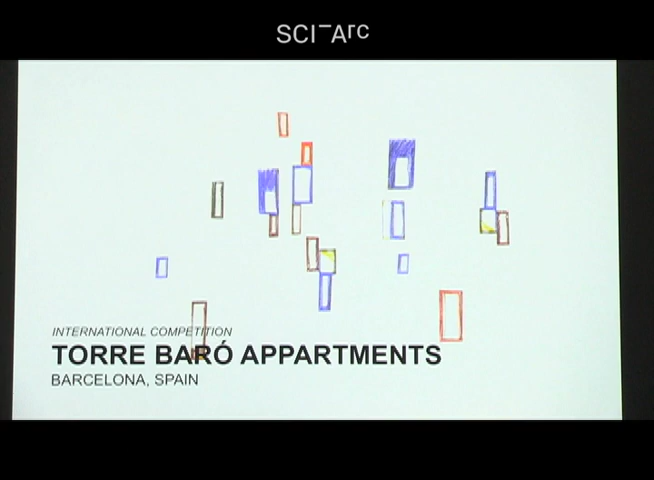 SCI-Arc
INTERNATIONAL COMPETITION
TORRE BARÓ APPARTMENTS
BARCELONA, SPAIN